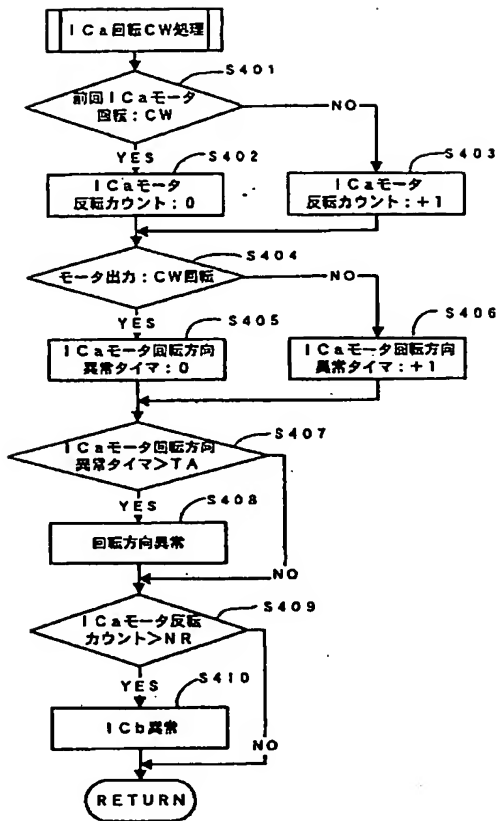 ICa回転CW処理
S401
前回ICaモータ
回転:CW
NO
YES
S402
S403
ICaモータ
反転カウント:0
ICaモータ
反転カウント:+1
S404
モータ出力:CW回転
NO
YES
S405
S406
ICaモータ回転方向
異常タイマ:0
ICaモータ回転方向
異常タイマ:+1
S407
ICaモータ回転方向
異常タイマ>TA
YES
S408
回転方向異常
NO
S409
ICaモータ反転
カウント>NR
YES
S410
ICb異常
NO
RETURN